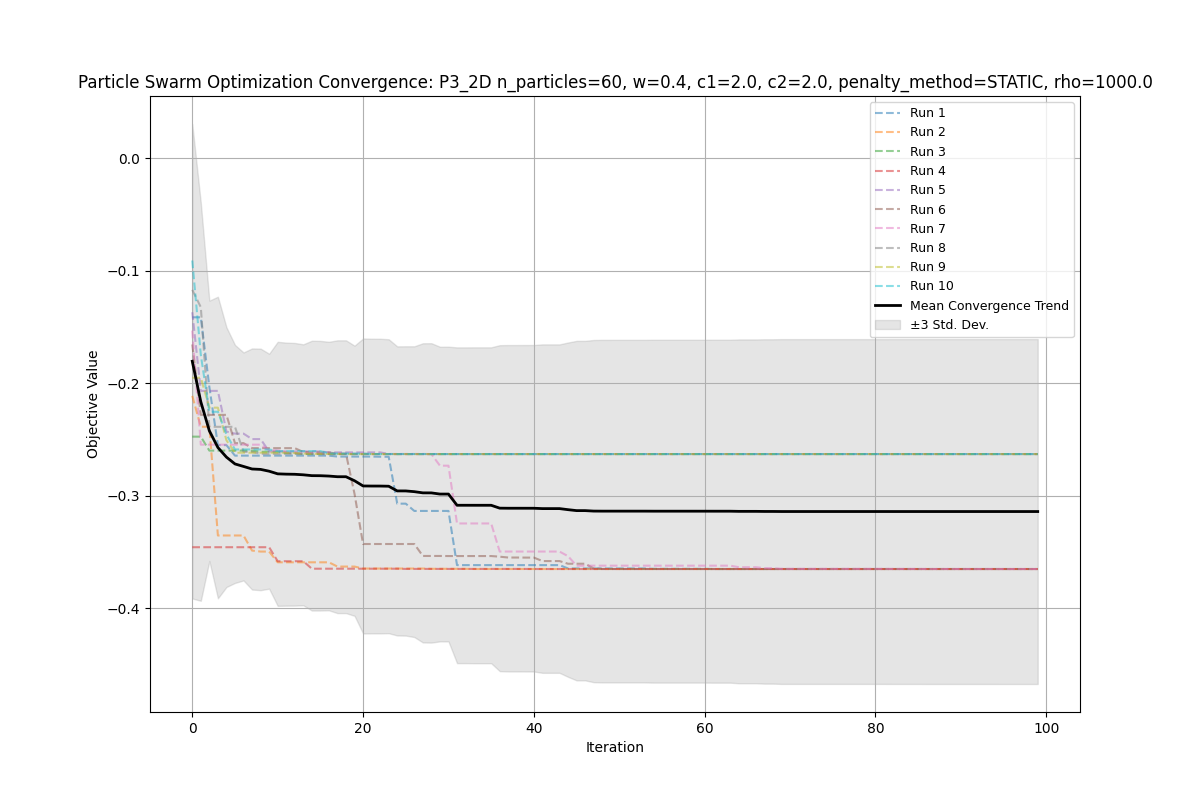 Particle Swarm Optimization Convergence: P3_2D n_particles=60, w=0.4, c1=2.0, c2=2.0, penalty_method=STATIC, rho=1000.0
Run 1
Run 2
Run 3
Run 4
Run 5
Run 6
Run 7
Run 8
Run 9
Run 10
Mean Convergence Trend
±3 Std. Dev.
Objective Value
0.0
−0.1
−0.2
−0.3
−0.4
0 20 40 60 80 100
Iteration